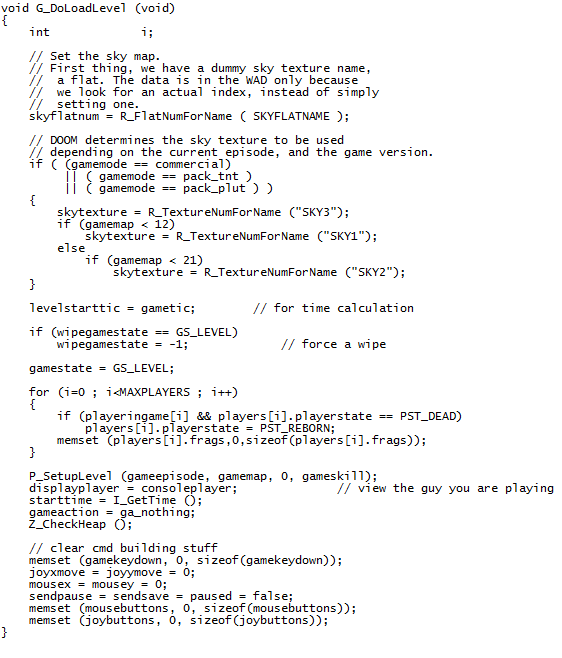 void G_DoLoadLevel (void)
{
    int             i;

    // Set the sky map.
    // First thing, we have a dummy sky texture name,
    //  a flat. The data is in the WAD only because
    //  we look for an actual index, instead of simply
    //  setting one.
    skyflatnum = R_FlatNumForName ( SKYFLATNAME );

    // DOOM determines the sky texture to be used
    // depending on the current episode, and the game version.
    if ( (gamemode == commercial)
         || ( gamemode == pack_tnt )
         || ( gamemode == pack_plut ) )
    {
        skytexture = R_TextureNumForName ("SKY3");
        if (gamemap < 12)
            skytexture = R_TextureNumForName ("SKY1");
        else
            if (gamemap < 21)
                skytexture = R_TextureNumForName ("SKY2");
    }

    levelstarttic = gametic;        // for time calculation

    if (wipegamestate == GS_LEVEL)
        wipegamestate = -1;             // force a wipe

    gamestate = GS_LEVEL;

    for (i=0 ; i<MAXPLAYERS ; i++)
    {
        if (playeringame[i] && players[i].playerstate == PST_DEAD)
            players[i].playerstate = PST_REBORN;
        memset (players[i].frags,0,sizeof(players[i].frags));
    }

    P_SetupLevel (gameepisode, gamemap, 0, gameskill);
    displayplayer = consoleplayer;              // view the guy you are playing
    starttime = I_GetTime ();
    gameaction = ga_nothing;
    Z_CheckHeap ();

    // clear cmd building stuff
    memset (gamekeydown, 0, sizeof(gamekeydown));
    joyxmove = joyymove = 0;
    mousex = mousey = 0;
    sendpause = sendsave = paused = false;
    memset (mousebuttons, 0, sizeof(mousebuttons));
    memset (joybuttons, 0, sizeof(joybuttons));
}